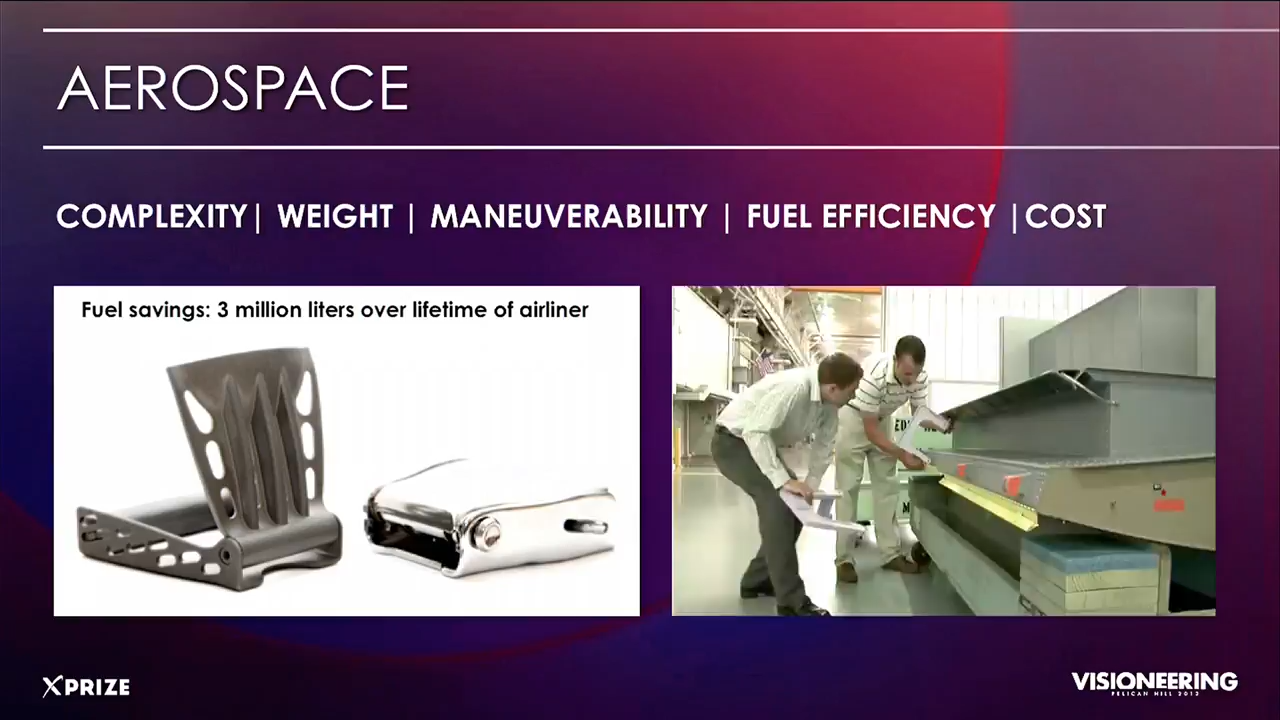 AEROSPACE
COMPLEXITY| WEIGHT | MANEUVERABILITY | FUEL EFFICIENCY |COST
Fuel savings: 3 million liters over lifetime of airliner
XPRIZE
VISIONEERING
PELICAN HILL 2012